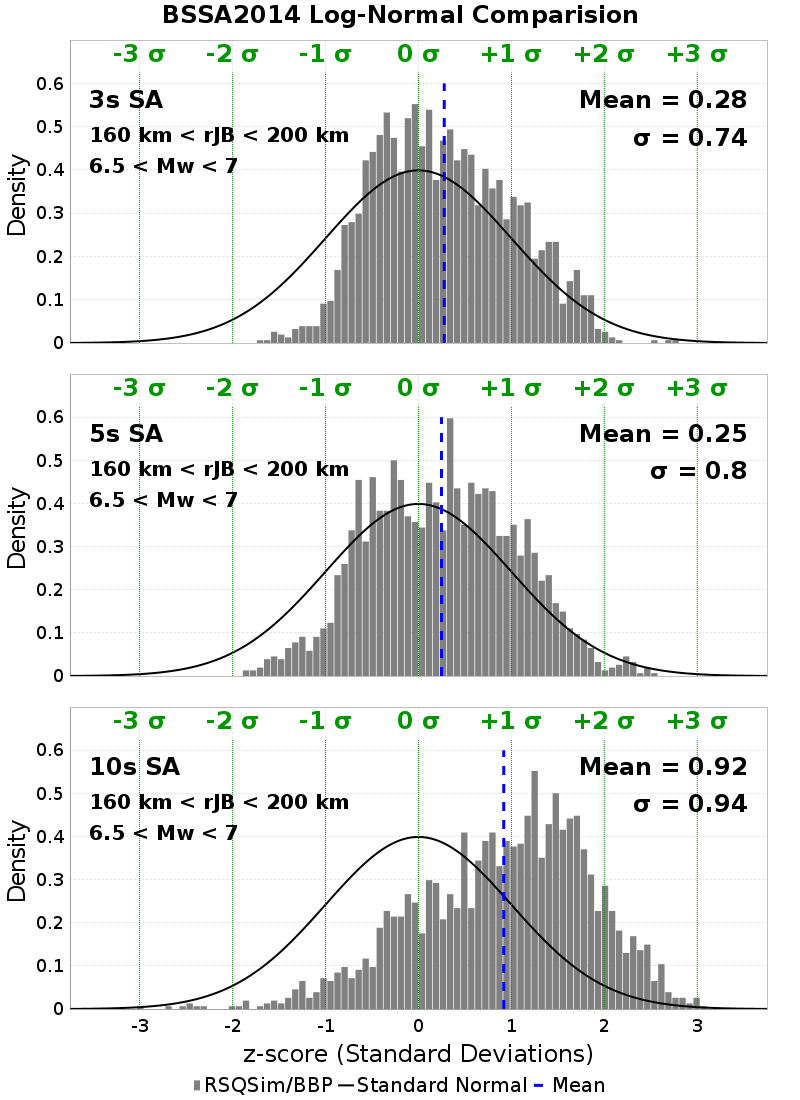 BSSA2014 Log-Normal Comparision
-3 σ -2 σ -1 σ 0 σ +1 σ +2 σ +3 σ
0.6
3s SA Mean = 0.28
0.5
160 km < rJB < 200 km σ = 0.74
6.5 < Mw < 7
0.4
0.3
0.2
0.1
0
Density
-3 σ -2 σ -1 σ 0 σ +1 σ +2 σ +3 σ
0.6
5s SA Mean = 0.25
0.5
160 km < rJB < 200 km σ = 0.8
6.5 < Mw < 7
0.4
0.3
0.2
0.1
0
Density
-3 σ -2 σ -1 σ 0 σ +1 σ +2 σ +3 σ
0.6
10s SA Mean = 0.92
0.5
160 km < rJB < 200 km σ = 0.94
6.5 < Mw < 7
0.4
0.3
0.2
0.1
0
Density
-3 -2 -1 0 1 2 3
z-score (Standard Deviations)
RSQSim/BBP Standard Normal Mean